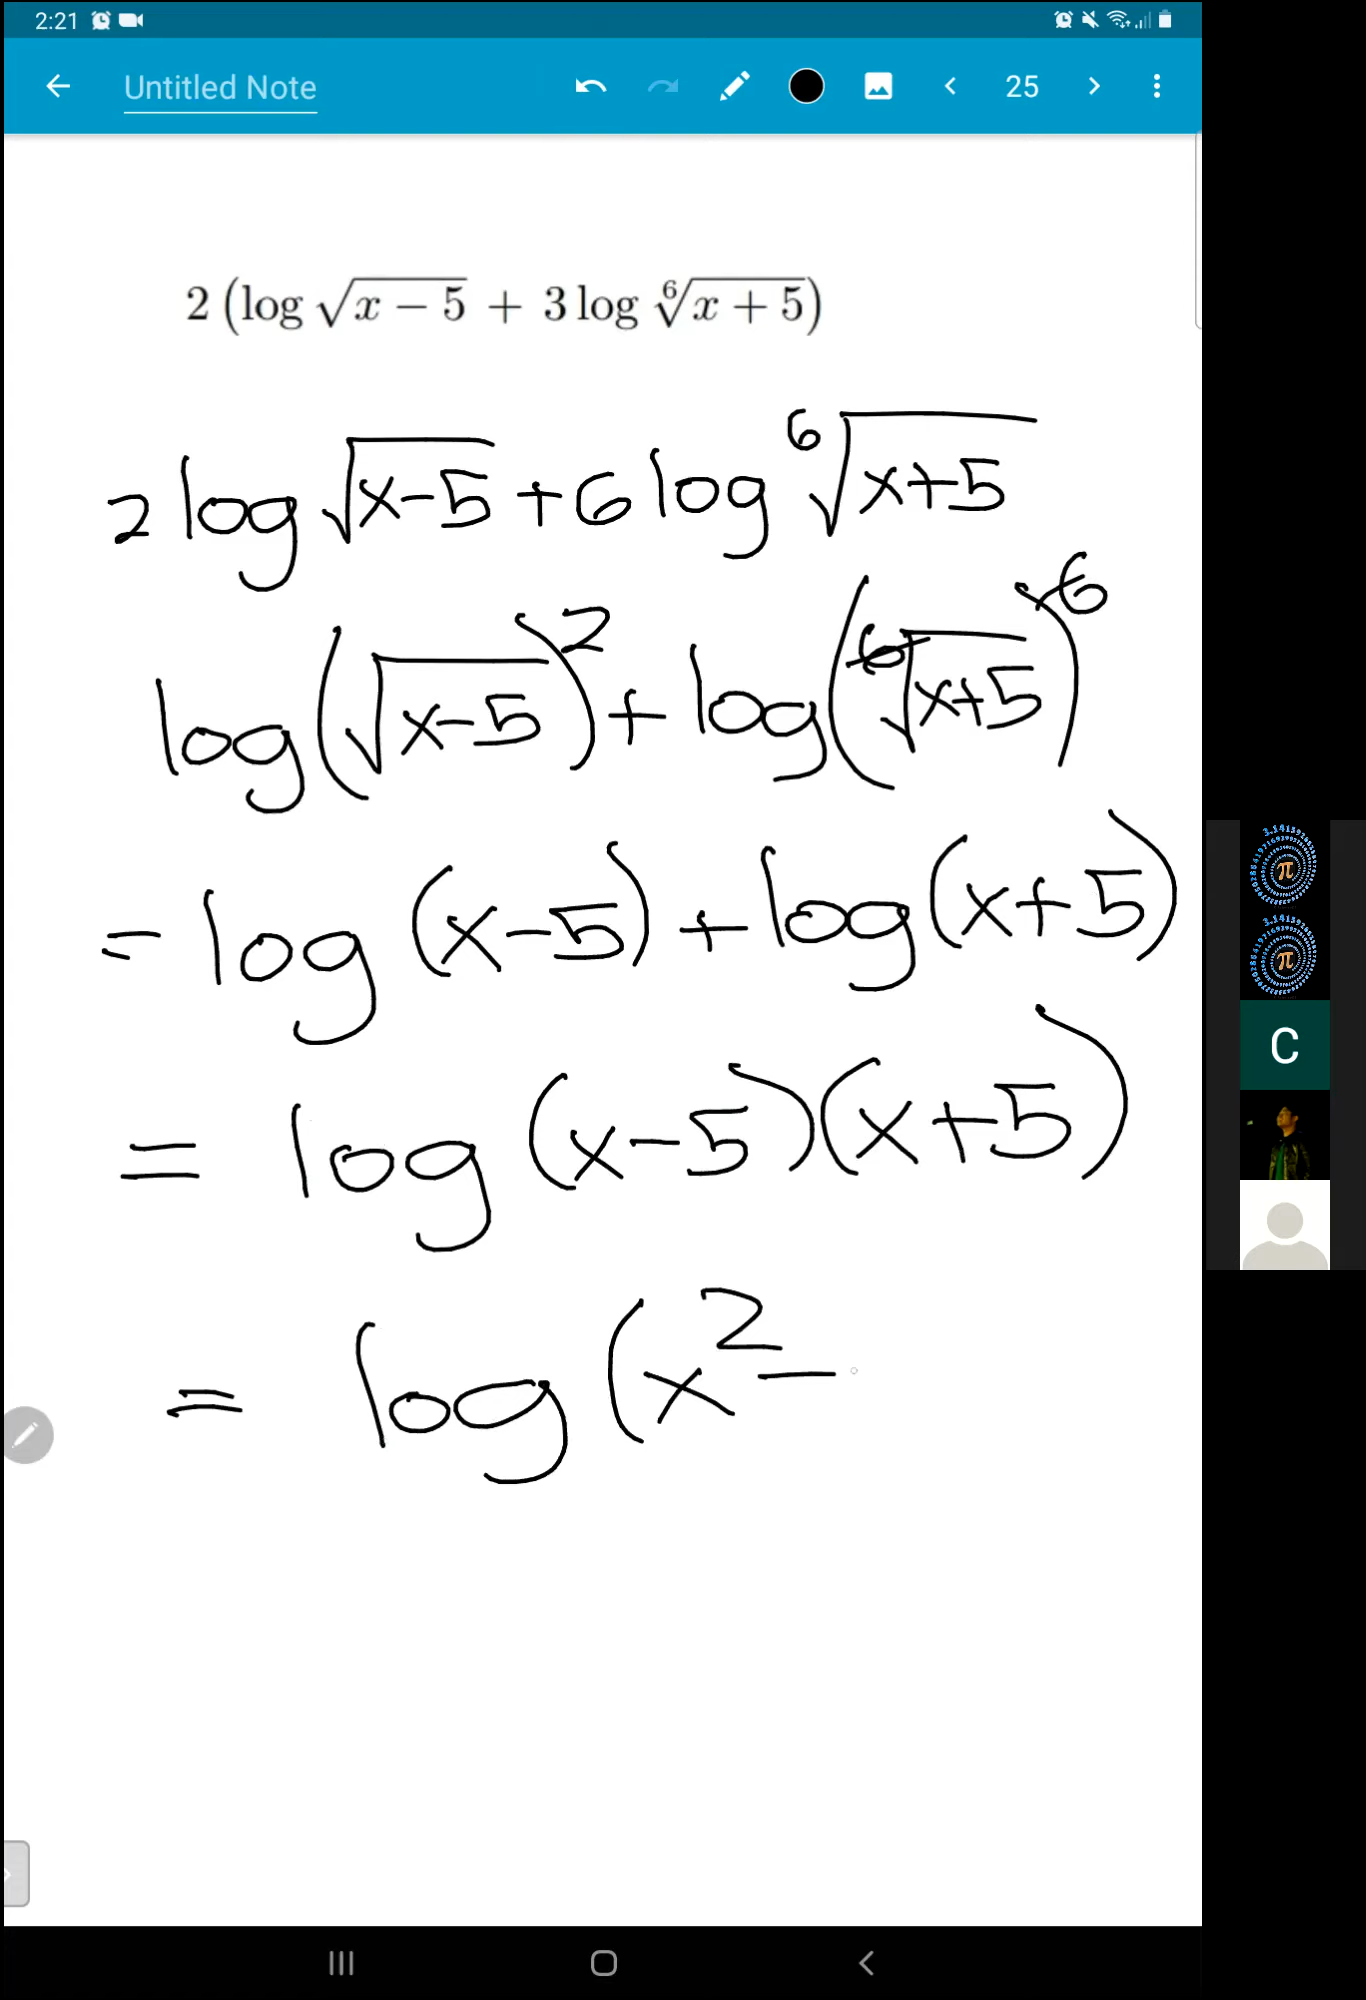 2:21
Untitled Note
25
2 (log √(x − 5) + 3 log ⁶√(x + 5))
2 log √(x-5) + 6 log ⁶√(x+5)
log(√(x-5))² + log(⁶√(x+5))⁶
= log (x-5) + log(x+5)
= log (x-5)(x+5)
= log (x² -
π
π
C